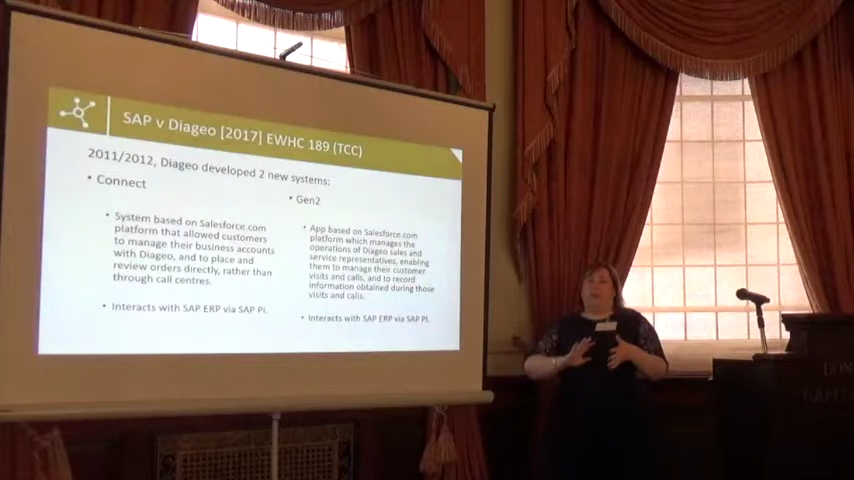 SAP v Diageo [2017] EWHC 189 (TCC)
2011/2012, Diageo developed 2 new systems:
• Connect
• System based on Salesforce.com
platform that allowed customers
to manage their business accounts
with Diageo, and to place and
review orders directly, rather than
through call centres.
• Interacts with SAP ERP via SAP PI.
• Gen2
• App based on Salesforce.com
platform which manages the
operations of Diageo sales and
service representatives, enabling
them to manage their customer
visits and calls, and to record
information obtained during those
visits and calls.
• Interacts with SAP ERP via SAP PI.